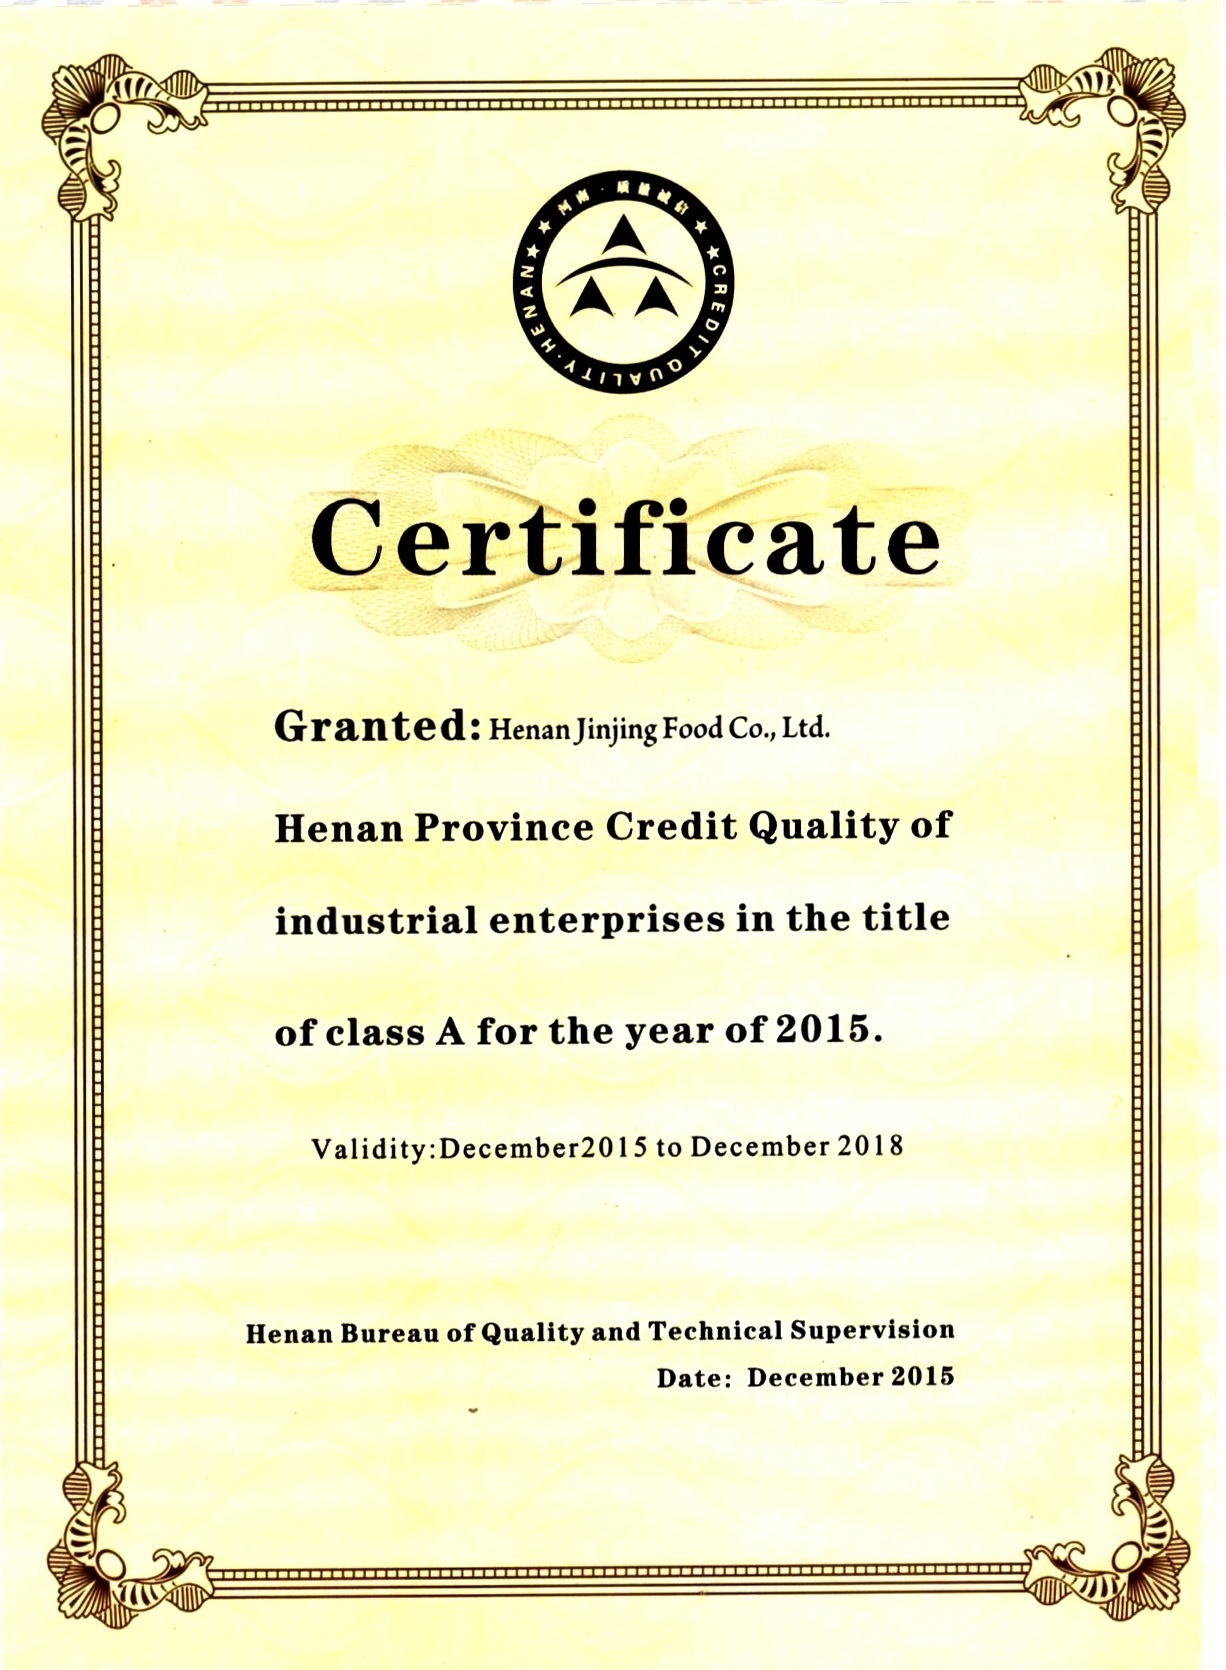 河南·质量诚信
CREDIT QUALITY·HENAN
Certificate
Granted: Henan Jinjing Food Co., Ltd.
Henan Province Credit Quality of
industrial enterprises in the title
of class A for the year of 2015.
Validity:December2015 to December 2018
Henan Bureau of Quality and Technical Supervision
Date: December 2015